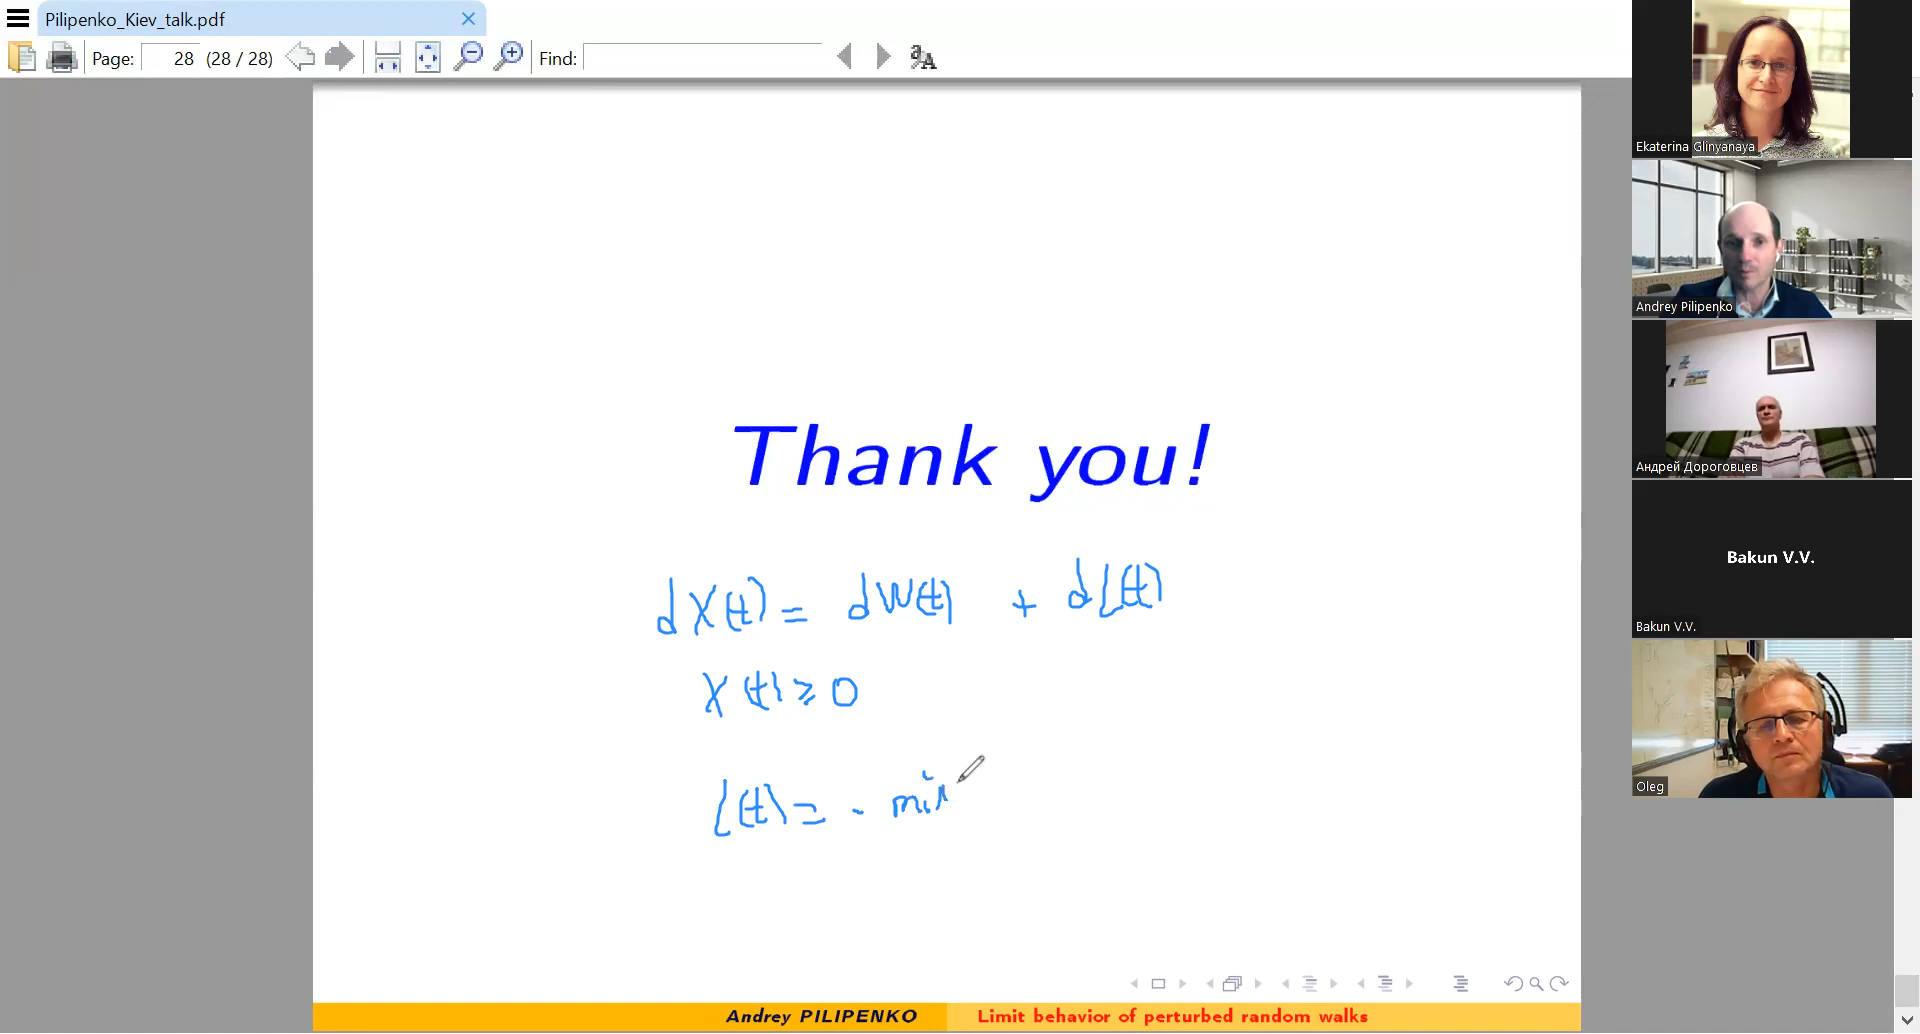 Pilipenko_Kiev_talk.pdf
Page: 28 (28 / 28) Find:
Thank you!
dX(t) = dW(t) + dL(t)
X(t) ≥ 0
L(t) = - min
Andrey PILIPENKO Limit behavior of perturbed random walks
Ekaterina Glinyanaya
Andrey Pilipenko
Андрей Дороговцев
Bakun V.V.
Bakun V.V.
Oleg